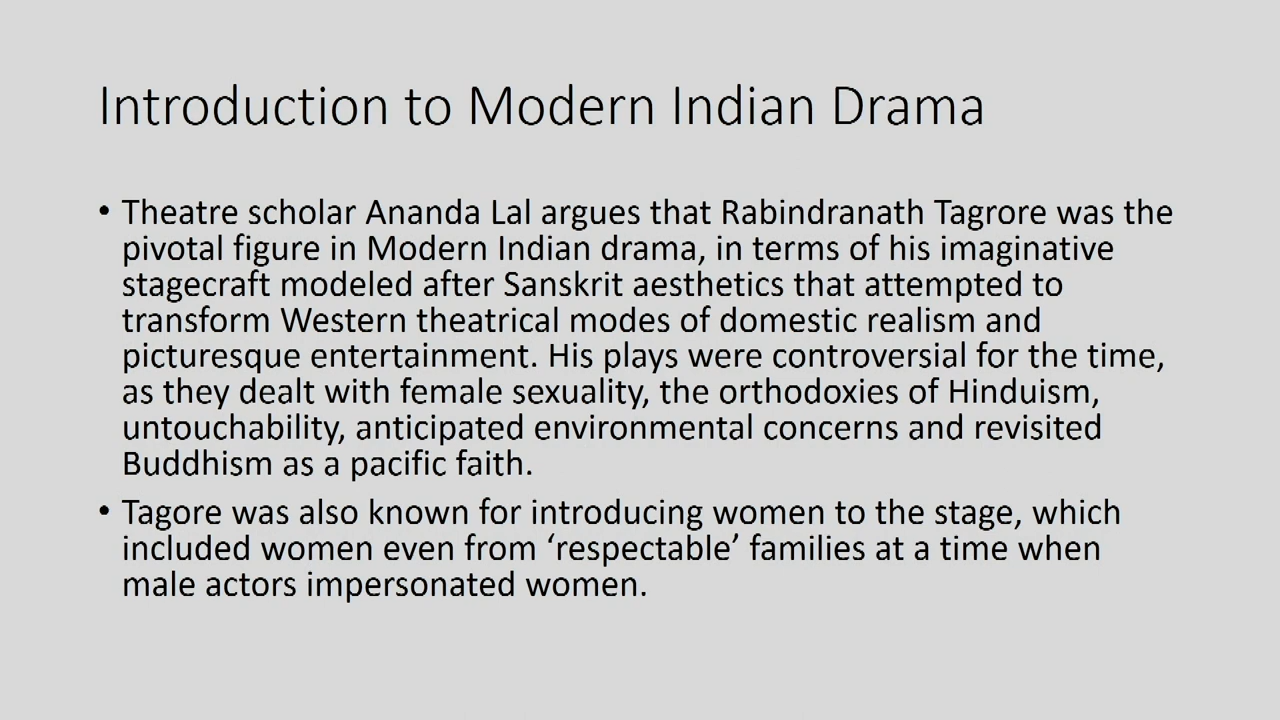 Introduction to Modern Indian Drama
• Theatre scholar Ananda Lal argues that Rabindranath Tagrore was the
pivotal figure in Modern Indian drama, in terms of his imaginative
stagecraft modeled after Sanskrit aesthetics that attempted to
transform Western theatrical modes of domestic realism and
picturesque entertainment. His plays were controversial for the time,
as they dealt with female sexuality, the orthodoxies of Hinduism,
untouchability, anticipated environmental concerns and revisited
Buddhism as a pacific faith.
• Tagore was also known for introducing women to the stage, which
included women even from ‘respectable’ families at a time when
male actors impersonated women.